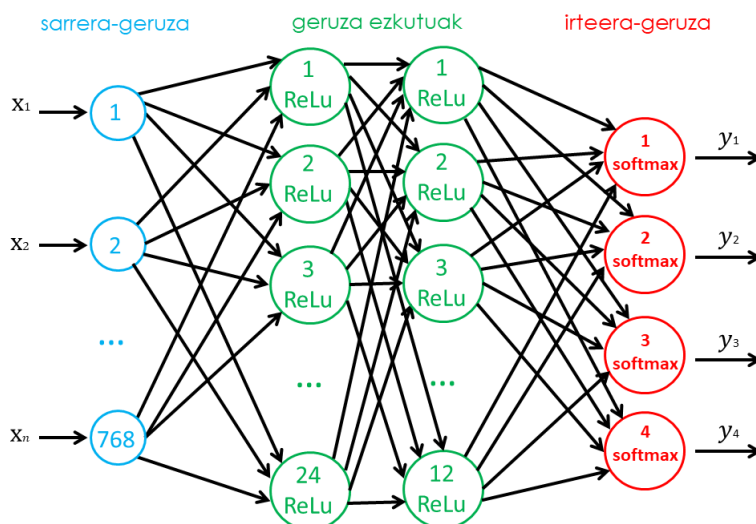 sarrera-geruza
geruza ezkutuak
irteera-geruza
x₁
1
x₂
2
...
xₙ
768
1
ReLu
2
ReLu
3
ReLu
...
24
ReLu
1
ReLu
2
ReLu
3
ReLu
...
12
ReLu
1
softmax
y₁
2
softmax
y₂
3
softmax
y₃
4
softmax
y₄